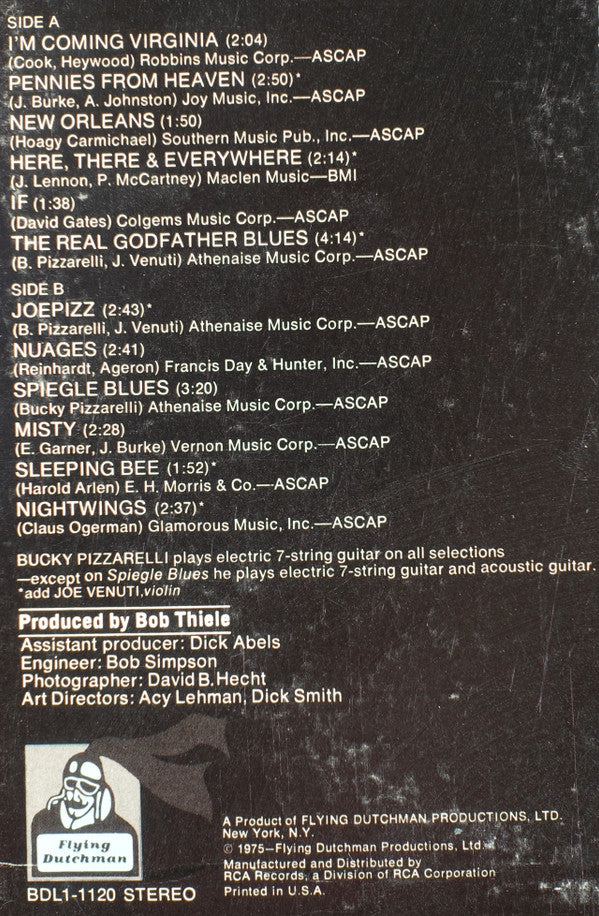 SIDE A
I'M COMING VIRGINIA (2:04)
(Cook, Heywood) Robbins Music Corp.—ASCAP
PENNIES FROM HEAVEN (2:50)*
(J. Burke, A. Johnston) Joy Music, Inc.—ASCAP
NEW ORLEANS (1:50)
(Hoagy Carmichael) Southern Music Pub., Inc.—ASCAP
HERE, THERE & EVERYWHERE (2:14)*
(J. Lennon, P. McCartney) Maclen Music—BMI
IF (1:38)
(David Gates) Colgems Music Corp.—ASCAP
THE REAL GODFATHER BLUES (4:14)*
(B. Pizzarelli, J. Venuti) Athenaise Music Corp.—ASCAP
SIDE B
JOEPIZZ (2:43)*
(B. Pizzarelli, J. Venuti) Athenaise Music Corp.—ASCAP
NUAGES (2:41)
(Reinhardt, Ageron) Francis Day & Hunter, Inc.—ASCAP
SPIEGLE BLUES (3:20)
(Bucky Pizzarelli) Athenaise Music Corp.—ASCAP
MISTY (2:28)
(E. Garner, J. Burke) Vernon Music Corp.—ASCAP
SLEEPING BEE (1:52)*
(Harold Arlen) E. H. Morris & Co.—ASCAP
NIGHTWINGS (2:37)*
(Claus Ogerman) Glamorous Music, Inc.—ASCAP
BUCKY PIZZARELLI plays electric 7-string guitar on all selections
—except on Spiegle Blues he plays electric 7-string guitar and acoustic guitar.
*add JOE VENUTI, violin
Produced by Bob Thiele
Assistant producer: Dick Abels
Engineer: Bob Simpson
Photographer: David B. Hecht
Art Directors: Acy Lehman, Dick Smith
Flying
Dutchman
BDL1-1120 STEREO
A Product of FLYING DUTCHMAN PRODUCTIONS, LTD.
New York, N.Y.
© 1975—Flying Dutchman Productions, Ltd.
Manufactured and Distributed by
RCA Records, a Division of RCA Corporation
Printed in U.S.A.